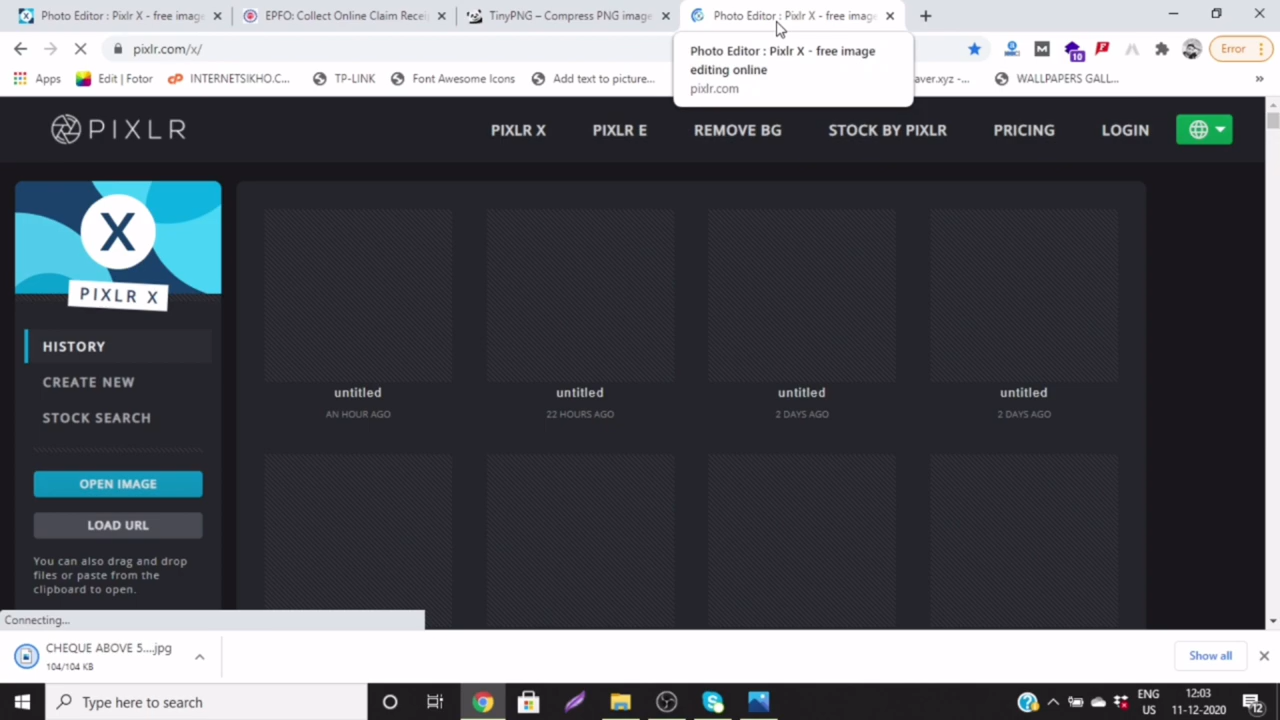 Photo Editor : Pixlr X - free imag
EPFO: Collect Online Claim Recei
TinyPNG – Compress PNG image
Photo Editor : Pixlr X - free imag
pixlr.com/x/
Error
Photo Editor : Pixlr X - free image
editing online
pixlr.com
Apps
Edit | Fotor
INTERNETSIKHO.C...
TP-LINK
Font Awesome Icons
Add text to picture...
aver.xyz -...
WALLPAPERS GALL...
10
PIXLR
PIXLR X
PIXLR E
REMOVE BG
STOCK BY PIXLR
PRICING
LOGIN
X
PIXLR X
HISTORY
CREATE NEW
STOCK SEARCH
OPEN IMAGE
LOAD URL
You can also drag and drop
files or paste from the
clipboard to open.
untitled
AN HOUR AGO
untitled
22 HOURS AGO
untitled
2 DAYS AGO
untitled
2 DAYS AGO
Connecting...
CHEQUE ABOVE 5....jpg
104/104 KB
Show all
Type here to search
ENG
US
12:03
11-12-2020
12